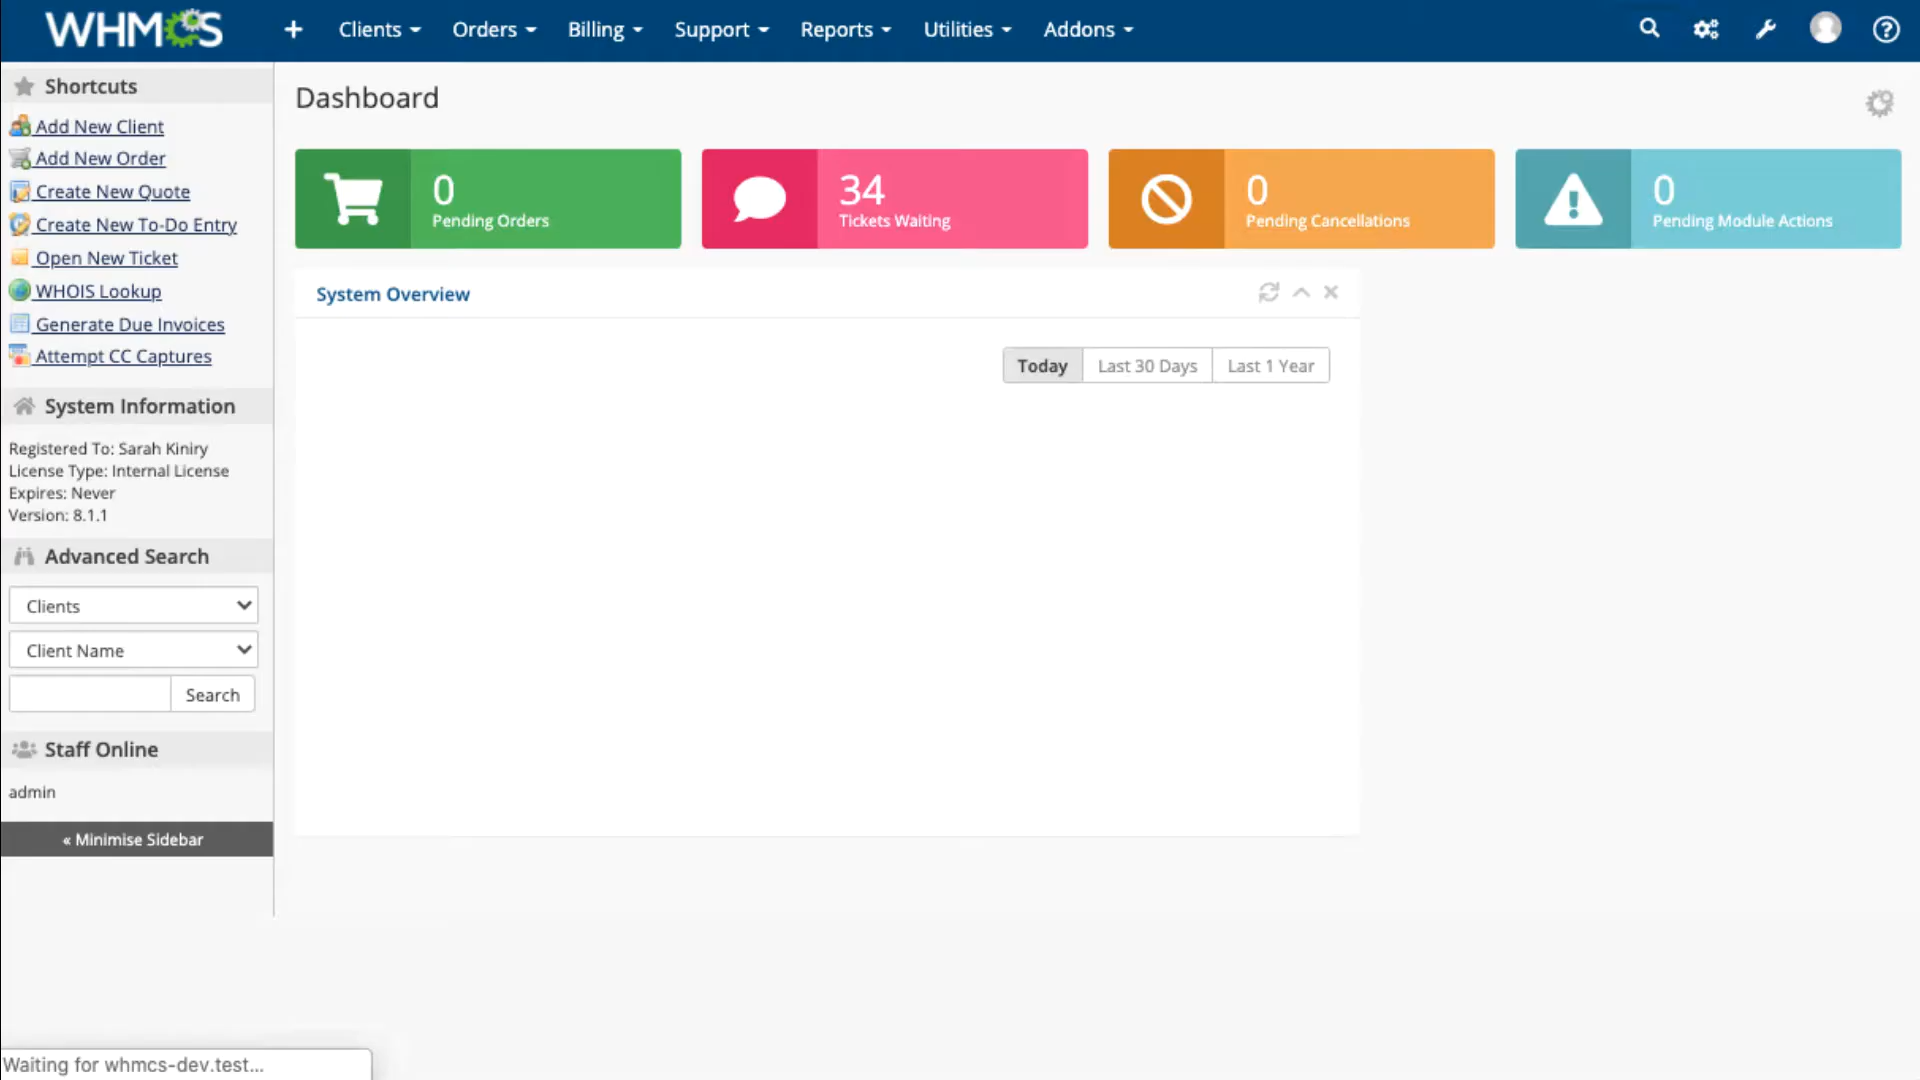 WHMCS
Clients
Orders
Billing
Support
Reports
Utilities
Addons
Shortcuts
Add New Client
Add New Order
Create New Quote
Create New To-Do Entry
Open New Ticket
WHOIS Lookup
Generate Due Invoices
Attempt CC Captures
System Information
Registered To: Sarah Kiniry
License Type: Internal License
Expires: Never
Version: 8.1.1
Advanced Search
Clients
Client Name
Search
Staff Online
admin
« Minimise Sidebar
Dashboard
0
Pending Orders
34
Tickets Waiting
0
Pending Cancellations
0
Pending Module Actions
System Overview
Today
Last 30 Days
Last 1 Year
Waiting for whmcs-dev.test...